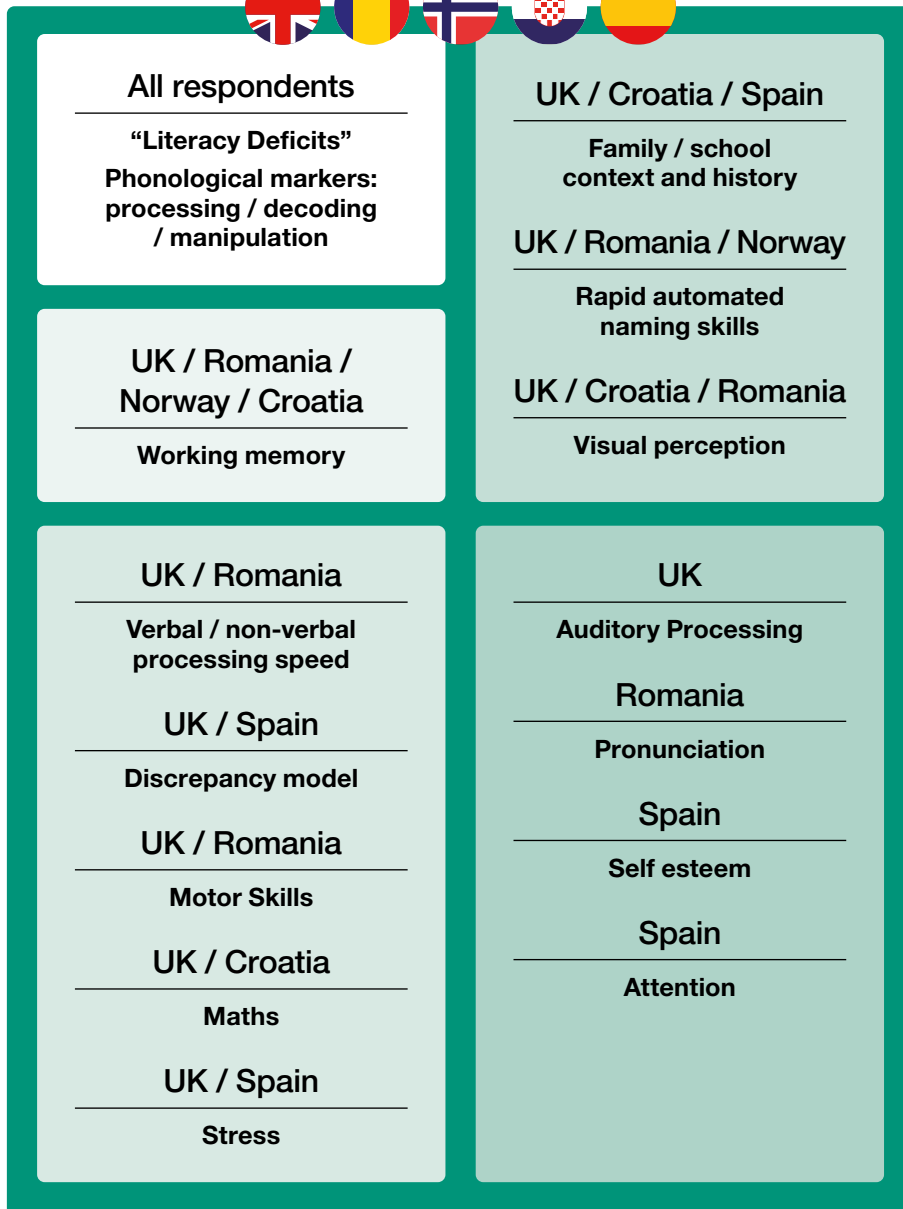 All respondents
“Literacy Deficits”
Phonological markers:
processing / decoding
/ manipulation
UK / Romania /
Norway / Croatia
Working memory
UK / Croatia / Spain
Family / school
context and history
UK / Romania / Norway
Rapid automated
naming skills
UK / Croatia / Romania
Visual perception
UK / Romania
Verbal / non-verbal
processing speed
UK / Spain
Discrepancy model
UK / Romania
Motor Skills
UK / Croatia
Maths
UK / Spain
Stress
UK
Auditory Processing
Romania
Pronunciation
Spain
Self esteem
Spain
Attention